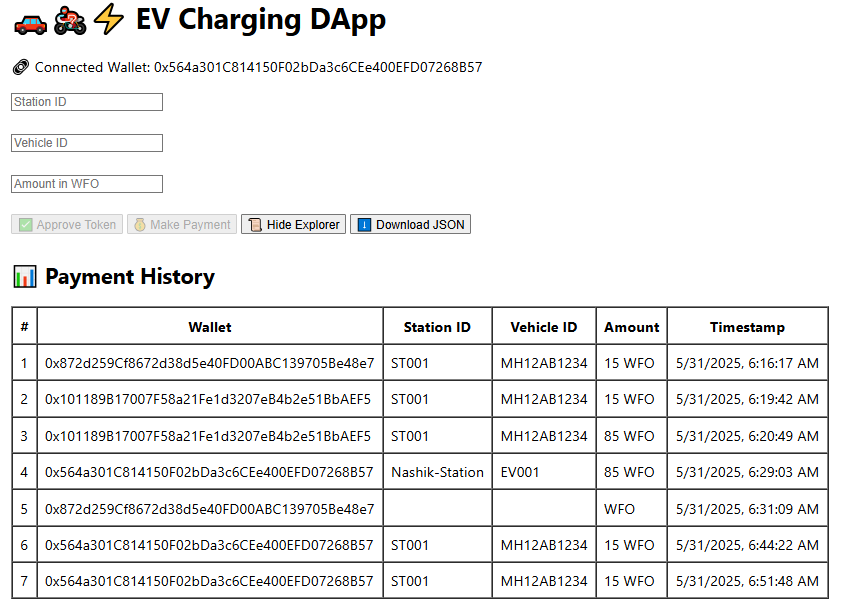 EV Charging DApp
Connected Wallet: 0x564a301C814150F02bDa3c6CEe400EFD07268B57
Station ID
Vehicle ID
Amount in WFO
Approve Token Make Payment Hide Explorer Download JSON
Payment History
# Wallet Station ID Vehicle ID Amount Timestamp
1 0x872d259Cf8672d38d5e40FD00ABC139705Be48e7 ST001 MH12AB1234 15 WFO 5/31/2025, 6:16:17 AM
2 0x101189B17007F58a21Fe1d3207eB4b2e51BbAEF5 ST001 MH12AB1234 15 WFO 5/31/2025, 6:19:42 AM
3 0x101189B17007F58a21Fe1d3207eB4b2e51BbAEF5 ST001 MH12AB1234 85 WFO 5/31/2025, 6:20:49 AM
4 0x564a301C814150F02bDa3c6CEe400EFD07268B57 Nashik-Station EV001 85 WFO 5/31/2025, 6:29:03 AM
5 0x872d259Cf8672d38d5e40FD00ABC139705Be48e7 WFO 5/31/2025, 6:31:09 AM
6 0x564a301C814150F02bDa3c6CEe400EFD07268B57 ST001 MH12AB1234 15 WFO 5/31/2025, 6:44:22 AM
7 0x564a301C814150F02bDa3c6CEe400EFD07268B57 ST001 MH12AB1234 15 WFO 5/31/2025, 6:51:48 AM